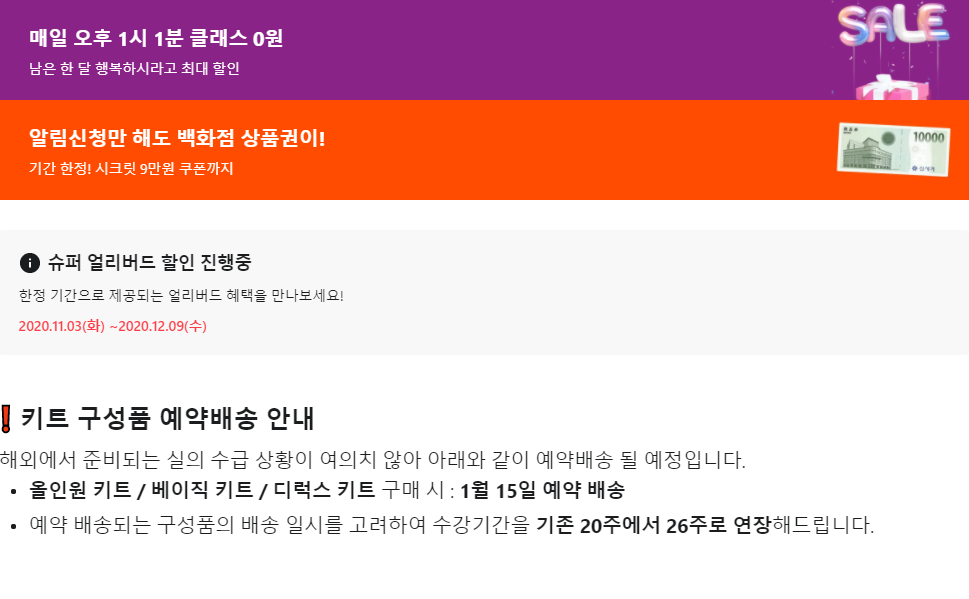 매일 오후 1시 1분 클래스 0원
남은 한 달 행복하시라고 최대 할인
SALE
알림신청만 해도 백화점 상품권이!
기간 한정! 시크릿 9만원 쿠폰까지
10000
슈퍼 얼리버드 할인 진행중
한정 기간으로 제공되는 얼리버드 혜택을 만나보세요!
2020.11.03(화) ~2020.12.09(수)
❗키트 구성품 예약배송 안내
해외에서 준비되는 실의 수급 상황이 여의치 않아 아래와 같이 예약배송 될 예정입니다.
• 올인원 키트 / 베이직 키트 / 디럭스 키트 구매 시 : 1월 15일 예약 배송
• 예약 배송되는 구성품의 배송 일시를 고려하여 수강기간을 기존 20주에서 26주로 연장해드립니다.